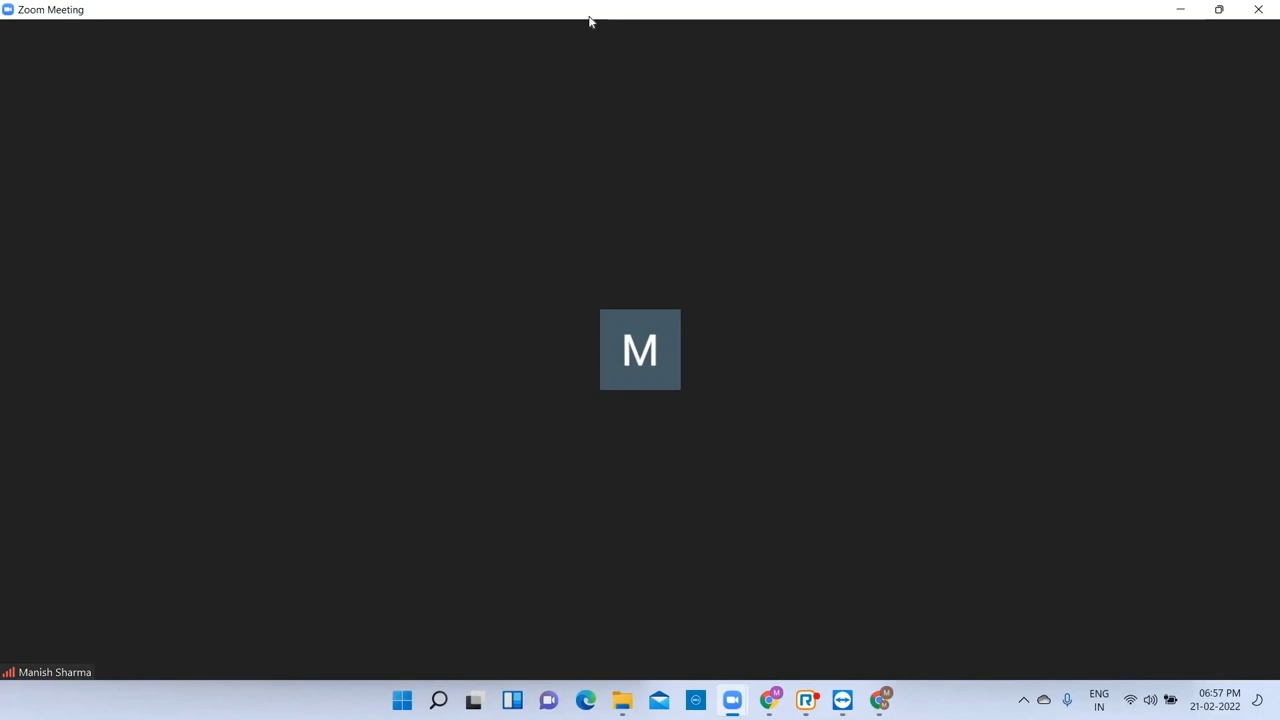 Zoom Meeting
M
Manish Sharma
M
R
M
M
ENG
IN
06:57 PM
21-02-2022